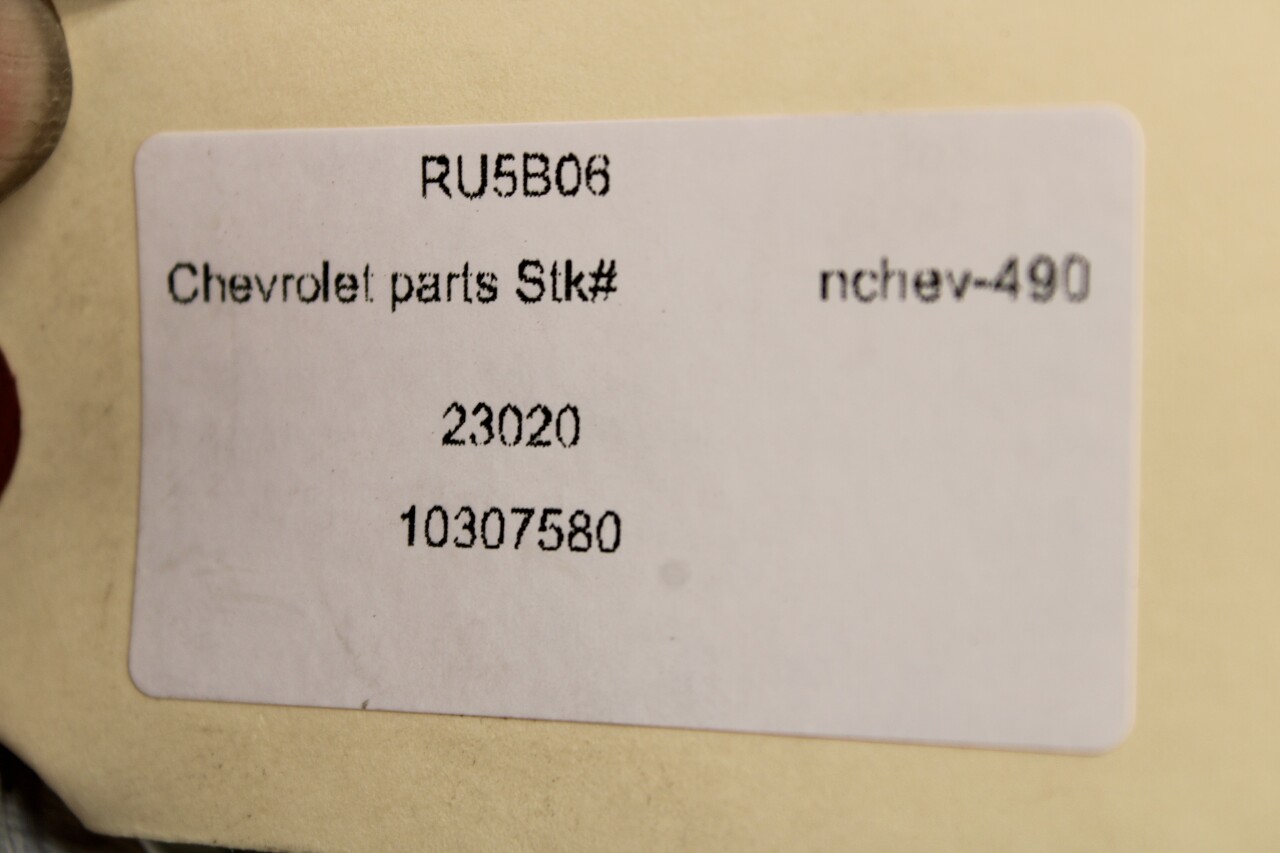 RU5B06
Chevrolet parts Stk# nchev-490
23020
10307580